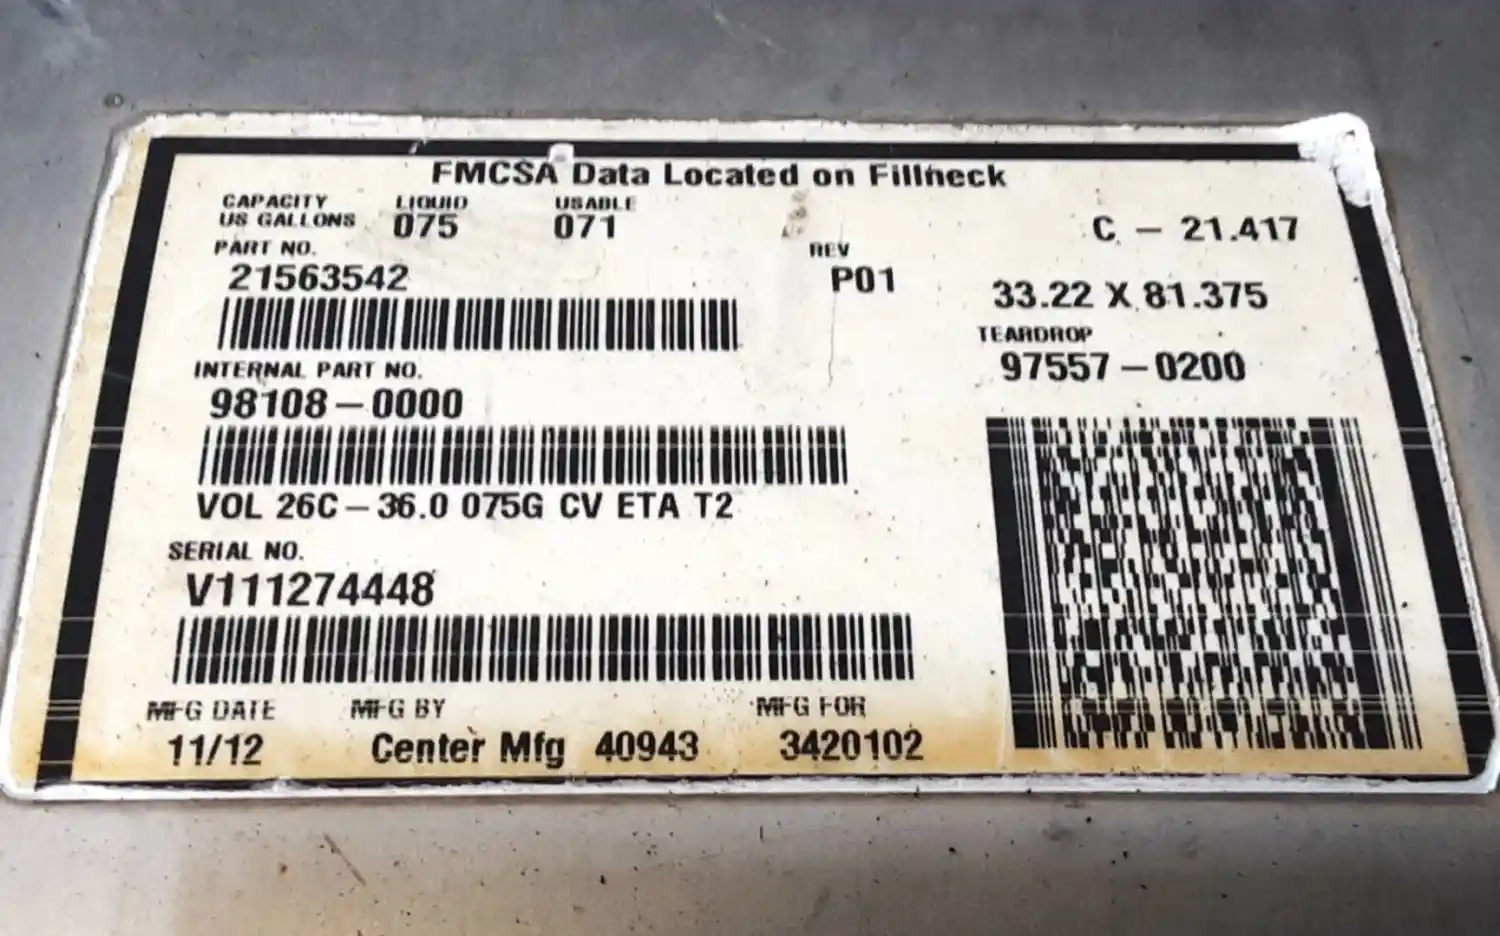 FMCSA Data Located on Fillneck
CAPACITY US GALLONS
LIQUID 075
USABLE 071
C - 21.417
PART NO.
21563542
REV
P01
33.22 X 81.375
TEARDROP
97557-0200
INTERNAL PART NO.
98108-0000
VOL 26C-36.0 075G CV ETA T2
SERIAL NO.
V111274448
MFG DATE MFG BY MFG FOR
11/12 Center Mfg 40943 3420102